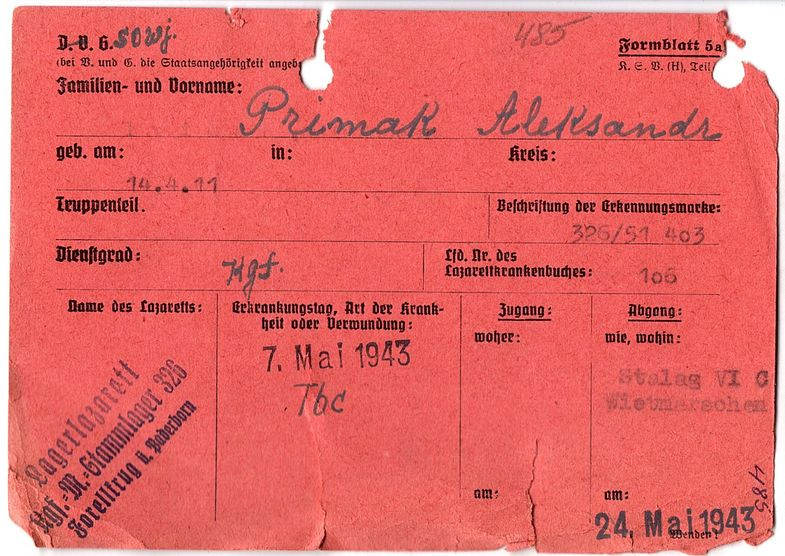 D. V. G. sowj.
485
Formblatt 5a
(bei V. und G. die Staatsangehörigkeit angeb
K. S. V. (H), Teil
Familien- und Vorname:
Primak Aleksandr
geb. am: in: Kreis:
14.4.11
Truppenteil. Beschriftung der Erkennungsmarke:
326/51 403
Dienstgrad: Kgf.
Lfd. Nr. des
Lazarettkrankenbuches: 106
Name des Lazaretts:
Lagerlazarett
Kgf.-M.-Stammlager 326
Forellkrug ü. Paderborn
Erkrankungstag, Art der Krank-
heit oder Verwundung:
7. Mai 1943
Tbc
Zugang:
woher:
am:
Abgang:
wie, wohin:
Stalag VI C
Wietmarschen
485
am:
24. Mai 1943
Wenden!